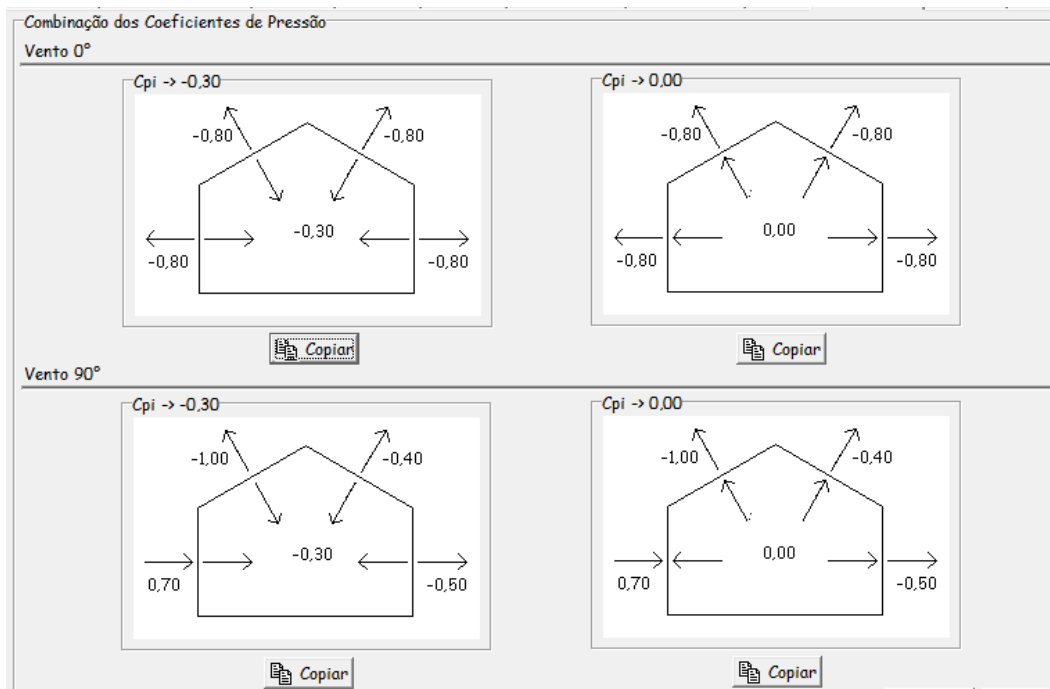 Combinação dos Coeficientes de Pressão
Vento 0°
Cpi -> -0,30
-0,80
-0,80
-0,30
-0,80
-0,80
Copiar
Cpi -> 0,00
-0,80
-0,80
0,00
-0,80
-0,80
Copiar
Vento 90°
Cpi -> -0,30
-1,00
-0,40
-0,30
0,70
-0,50
Copiar
Cpi -> 0,00
-1,00
-0,40
0,00
0,70
-0,50
Copiar